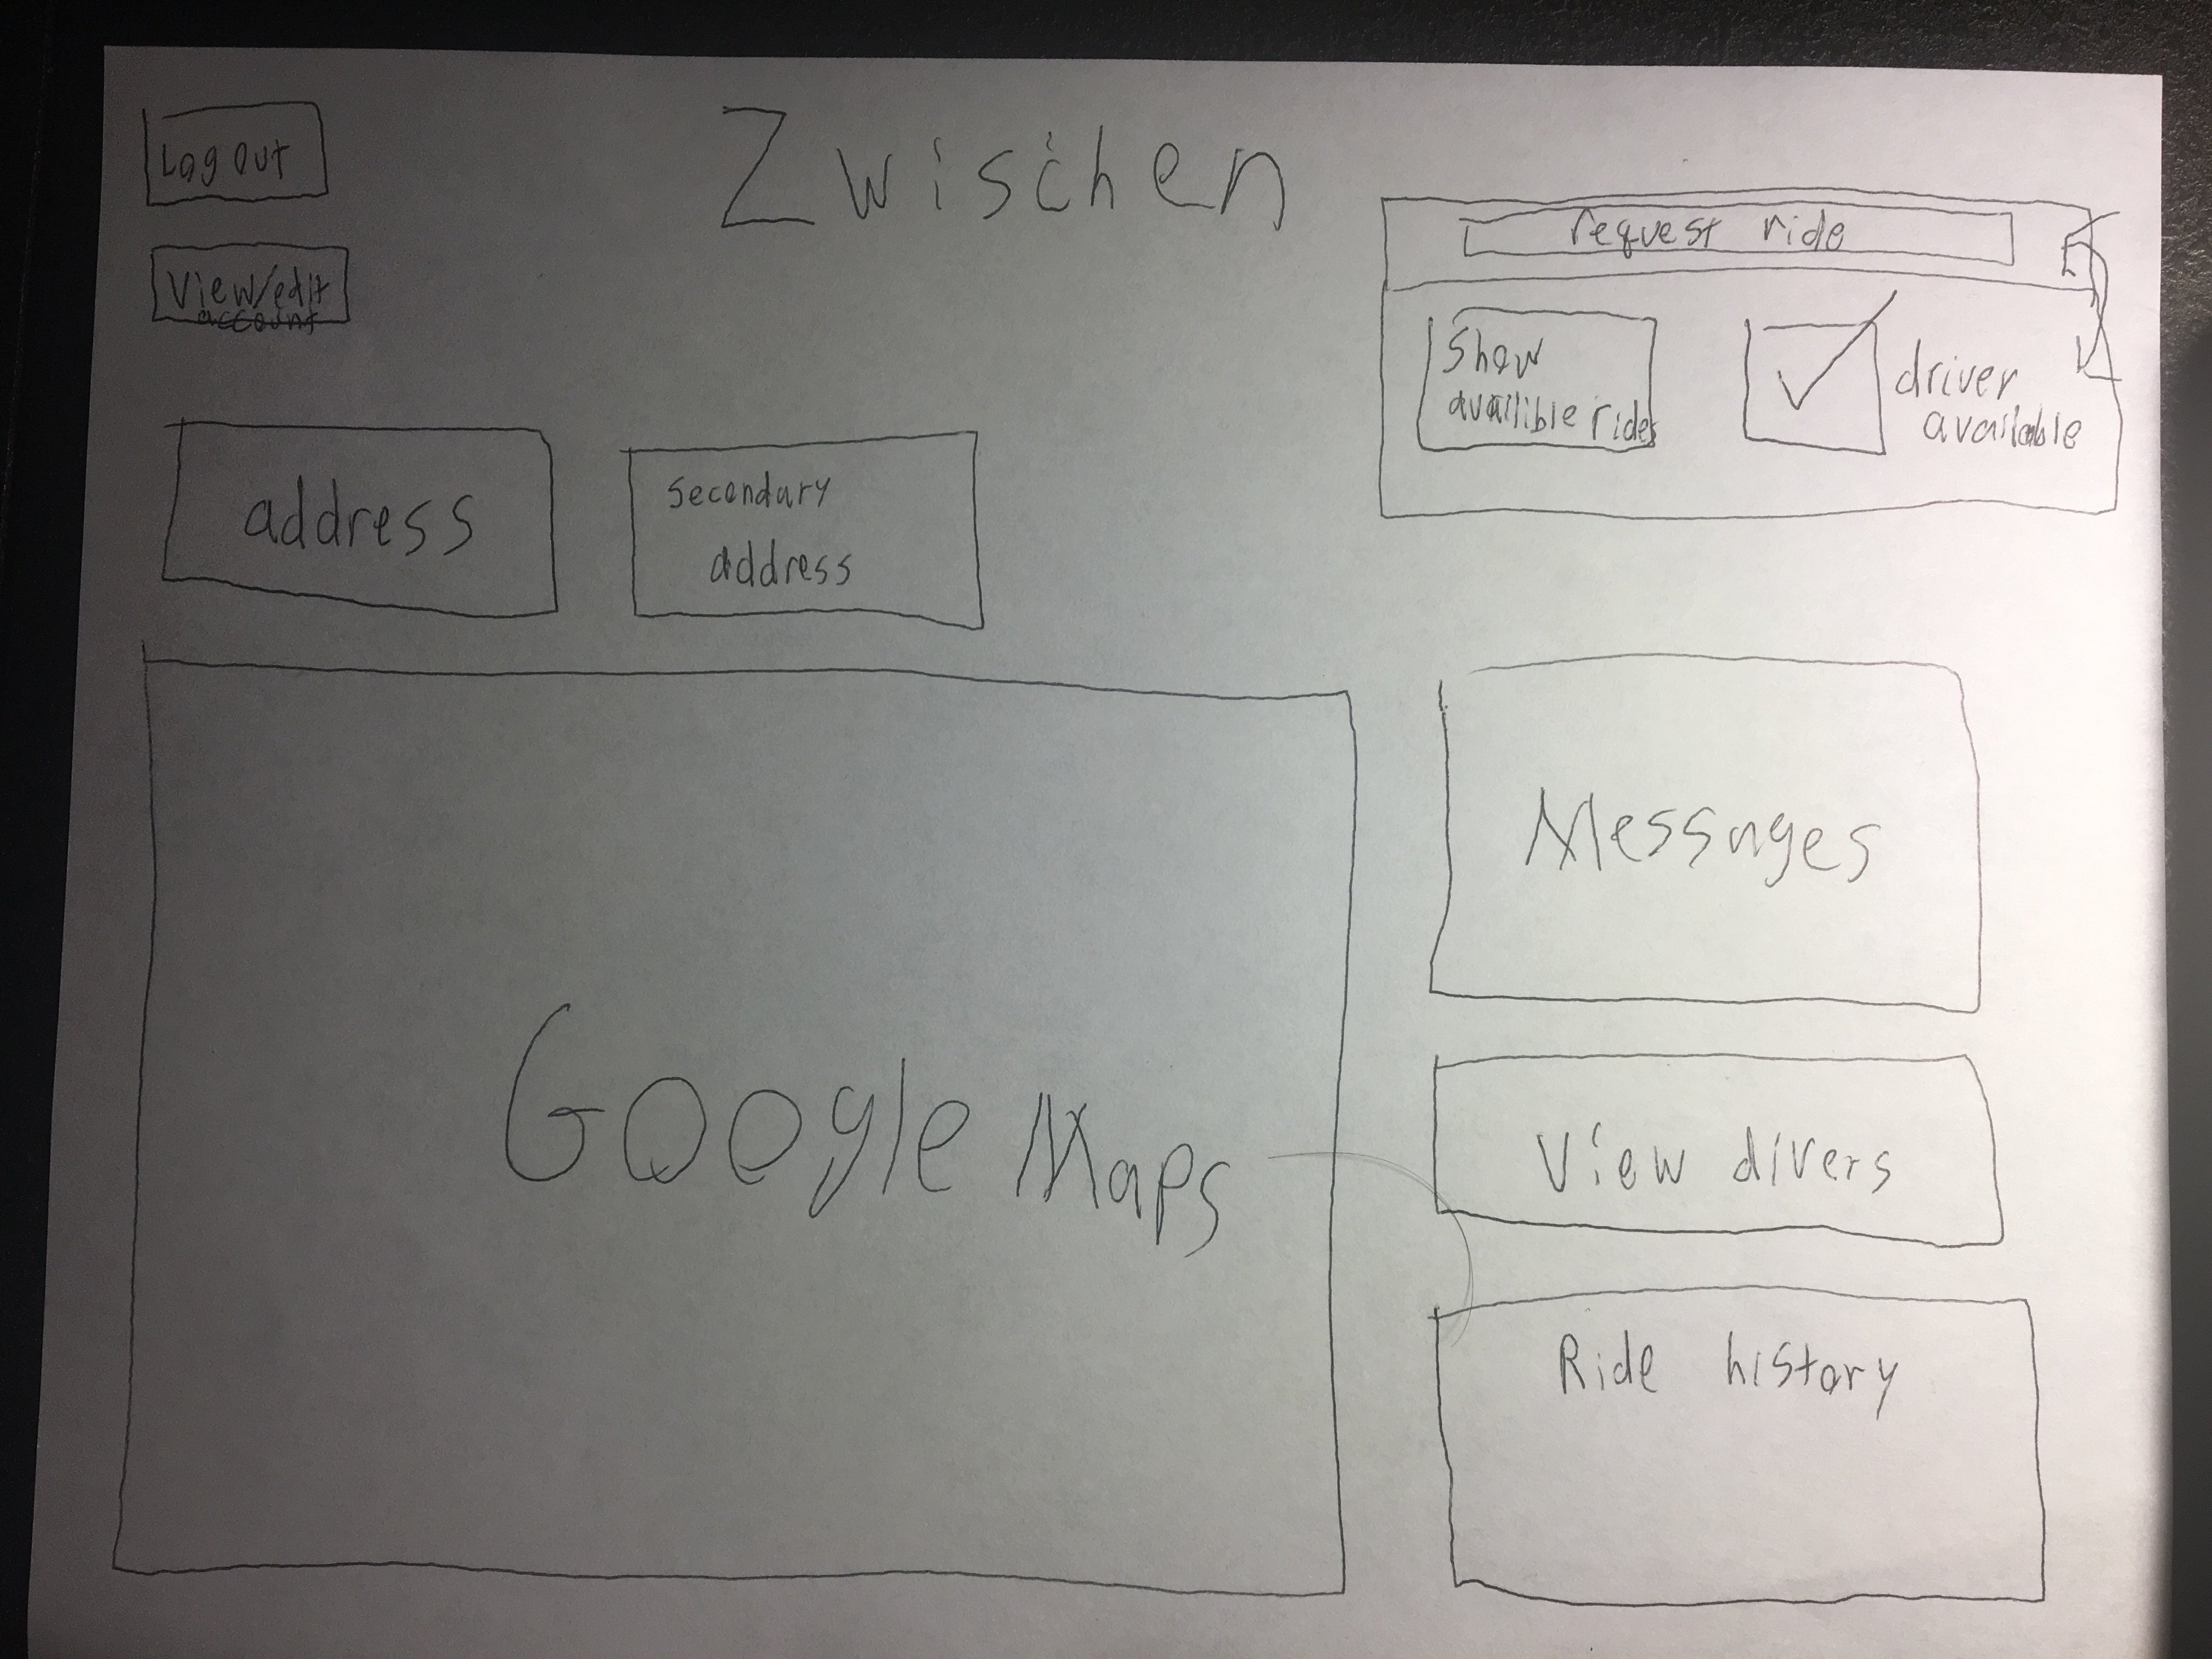 Log out
Zwischen
View/edit
account
request ride
Show
availible rides
driver
available
address
Secondary
address
Messages
Google Maps
View divers
Ride history